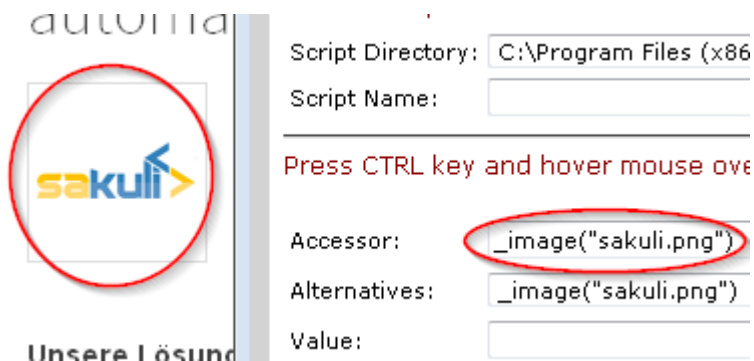 automa
Script Directory: C:\Program Files (x86
Script Name:
sakuli
Press CTRL key and hover mouse ove
Accessor: _image("sakuli.png")
Alternatives: _image("sakuli.png")
Value:
Unsere Lösung